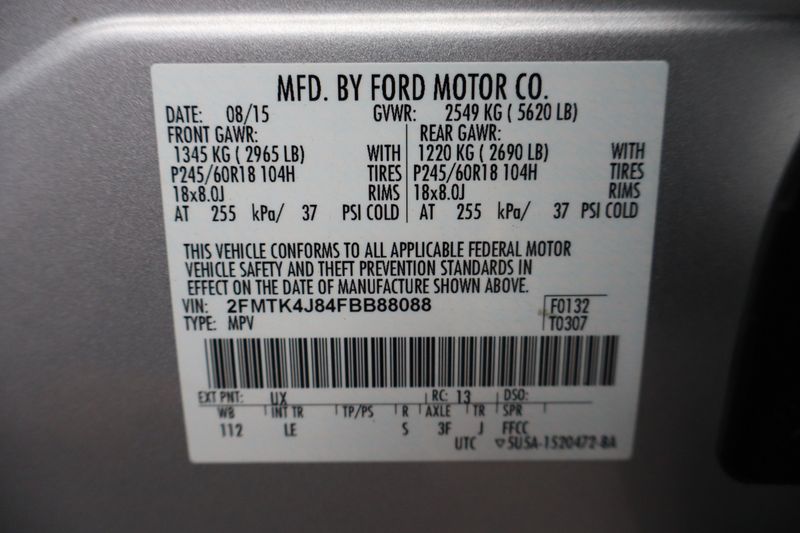 MFD. BY FORD MOTOR CO.
DATE: 08/15 GVWR: 2549 KG ( 5620 LB)
FRONT GAWR: REAR GAWR:
1345 KG ( 2965 LB) WITH 1220 KG ( 2690 LB) WITH
P245/60R18 104H TIRES P245/60R18 104H TIRES
18x8.0J RIMS 18x8.0J RIMS
AT 255 kPa/ 37 PSI COLD AT 255 kPa/ 37 PSI COLD
THIS VEHICLE CONFORMS TO ALL APPLICABLE FEDERAL MOTOR
VEHICLE SAFETY AND THEFT PREVENTION STANDARDS IN
EFFECT ON THE DATE OF MANUFACTURE SHOWN ABOVE.
VIN: 2FMTK4J84FBB88088 F0132
TYPE: MPV T0307
EXT PNT: UX RC: 13 DSO:
WB INT TR TP/PS R AXLE TR SPR
112 LE S 3F J FFCC
UTC ▽5U5A-1520472-BA